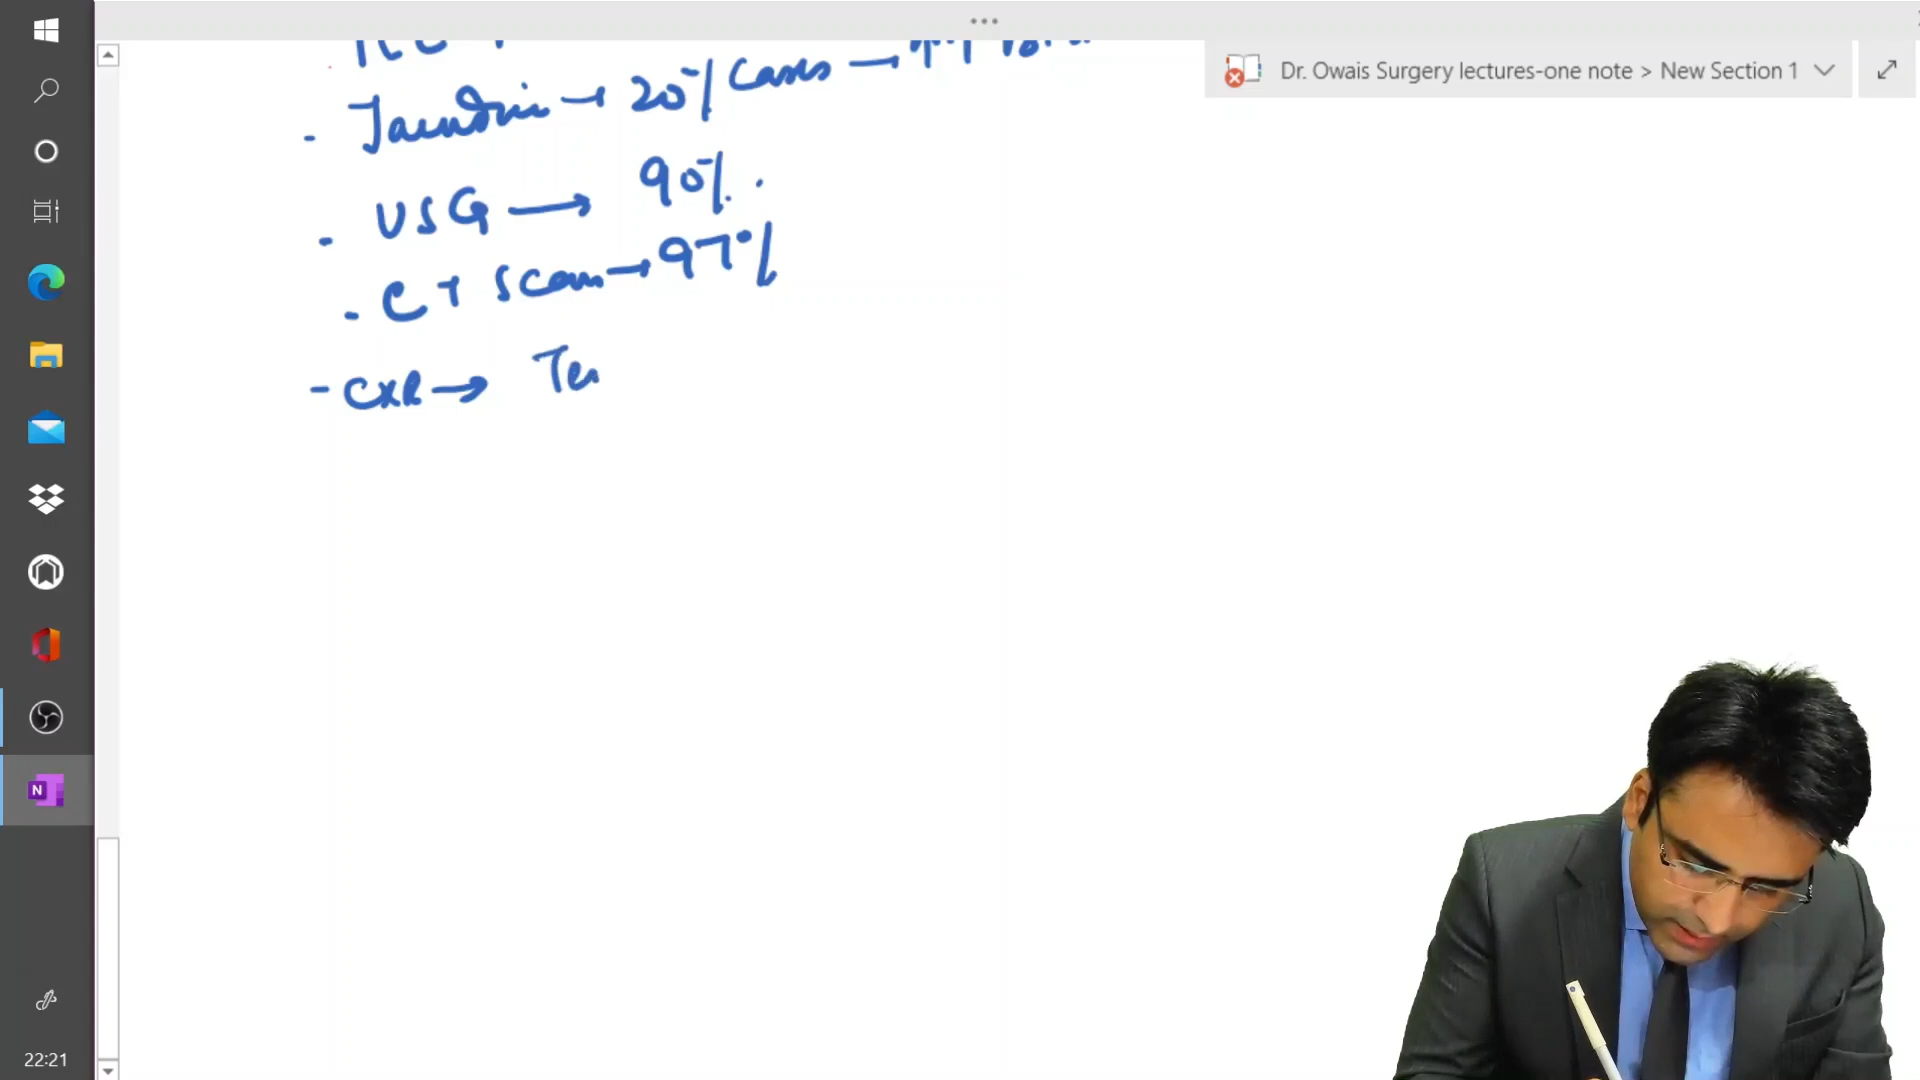 Dr. Owais Surgery lectures-one note > New Section 1
- Jaundice → 20% Cases →
- USG → 90%.
- CT Scan → 97%
- CXR → Ten
N
22:21